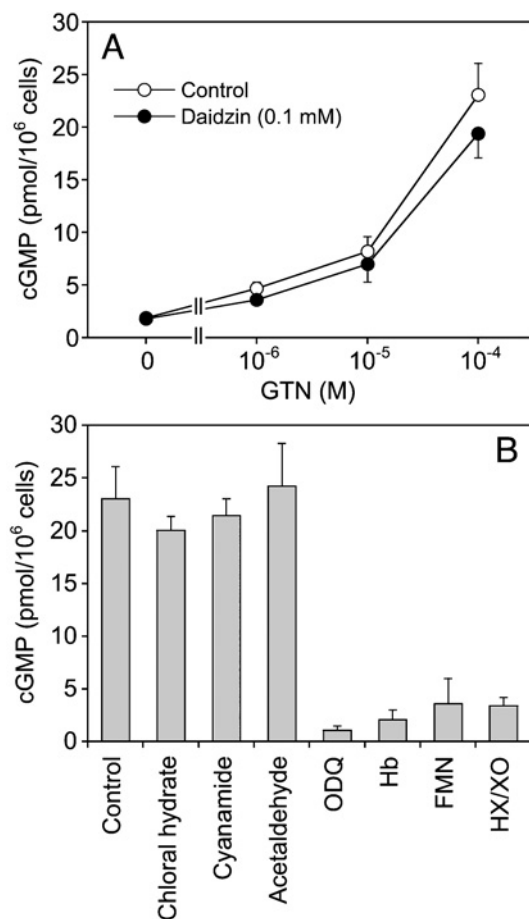 A
Control
Daidzin (0.1 mM)
cGMP (pmol/10⁶ cells)
30
25
20
15
10
5
0
0
10⁻⁶
10⁻⁵
10⁻⁴
GTN (M)
B
cGMP (pmol/10⁶ cells)
30
25
20
15
10
5
0
Control
Chloral hydrate
Cyanamide
Acetaldehyde
ODQ
Hb
FMN
HX/XO